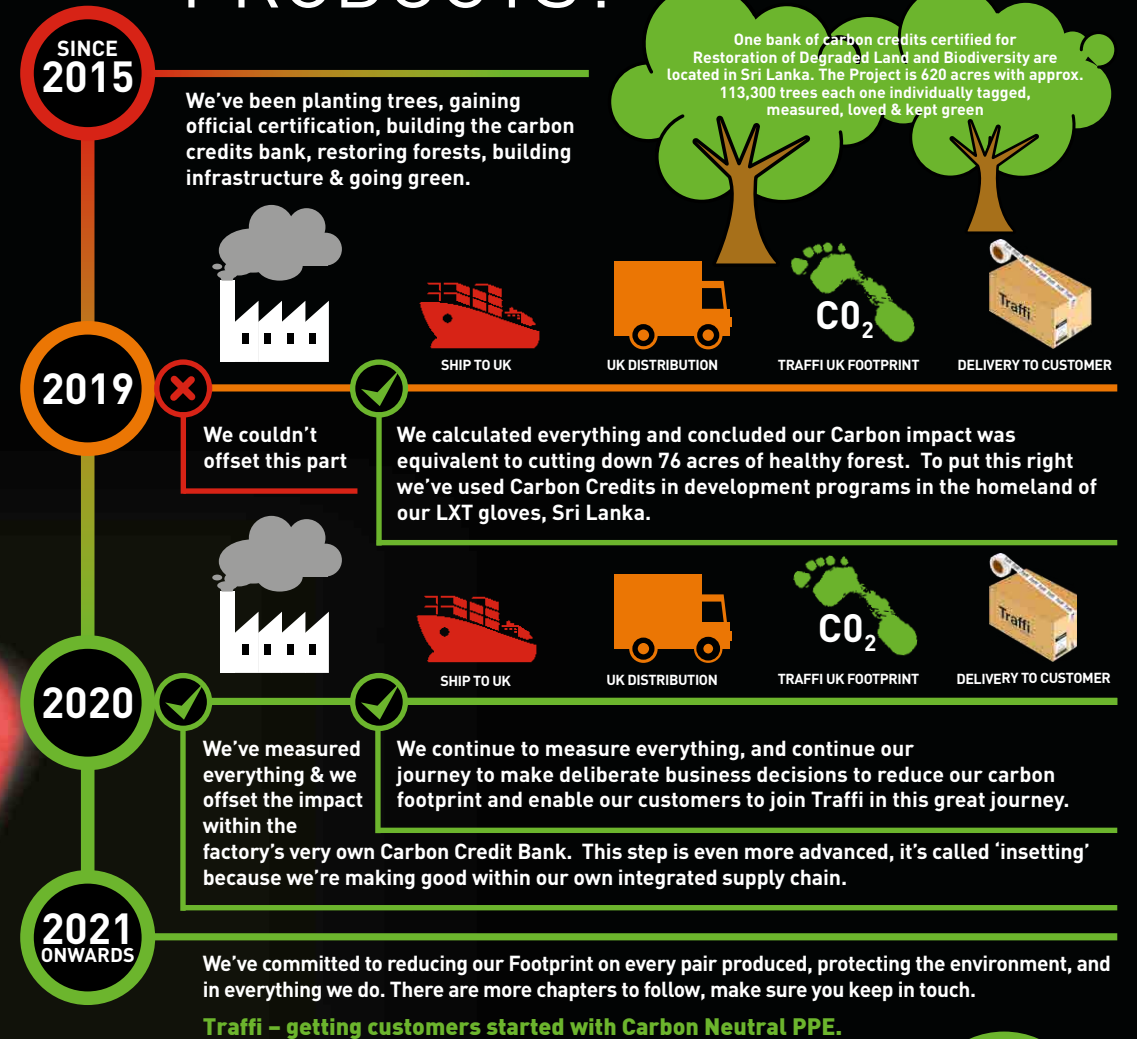 PRODUCTS?
SINCE
2015
We've been planting trees, gaining
official certification, building the carbon
credits bank, restoring forests, building
infrastructure & going green.
One bank of carbon credits certified for
Restoration of Degraded Land and Biodiversity are
located in Sri Lanka. The Project is 620 acres with approx.
113,300 trees each one individually tagged,
measured, loved & kept green
CO2
Traffi
SHIP TO UK
UK DISTRIBUTION
TRAFFI UK FOOTPRINT
DELIVERY TO CUSTOMER
2019
We couldn't
offset this part
We calculated everything and concluded our Carbon impact was
equivalent to cutting down 76 acres of healthy forest.  To put this right
we've used Carbon Credits in development programs in the homeland of
our LXT gloves, Sri Lanka.
CO2
Traffi
SHIP TO UK
UK DISTRIBUTION
TRAFFI UK FOOTPRINT
DELIVERY TO CUSTOMER
2020
We've measured
everything & we
offset the impact
within the
factory's very own Carbon Credit Bank.  This step is even more advanced, it's called ‘insetting’
because we're making good within our own integrated supply chain.
We continue to measure everything, and continue our
journey to make deliberate business decisions to reduce our carbon
footprint and enable our customers to join Traffi in this great journey.
2021
ONWARDS
We've committed to reducing our Footprint on every pair produced, protecting the environment, and
in everything we do. There are more chapters to follow, make sure you keep in touch.
Traffi – getting customers started with Carbon Neutral PPE.